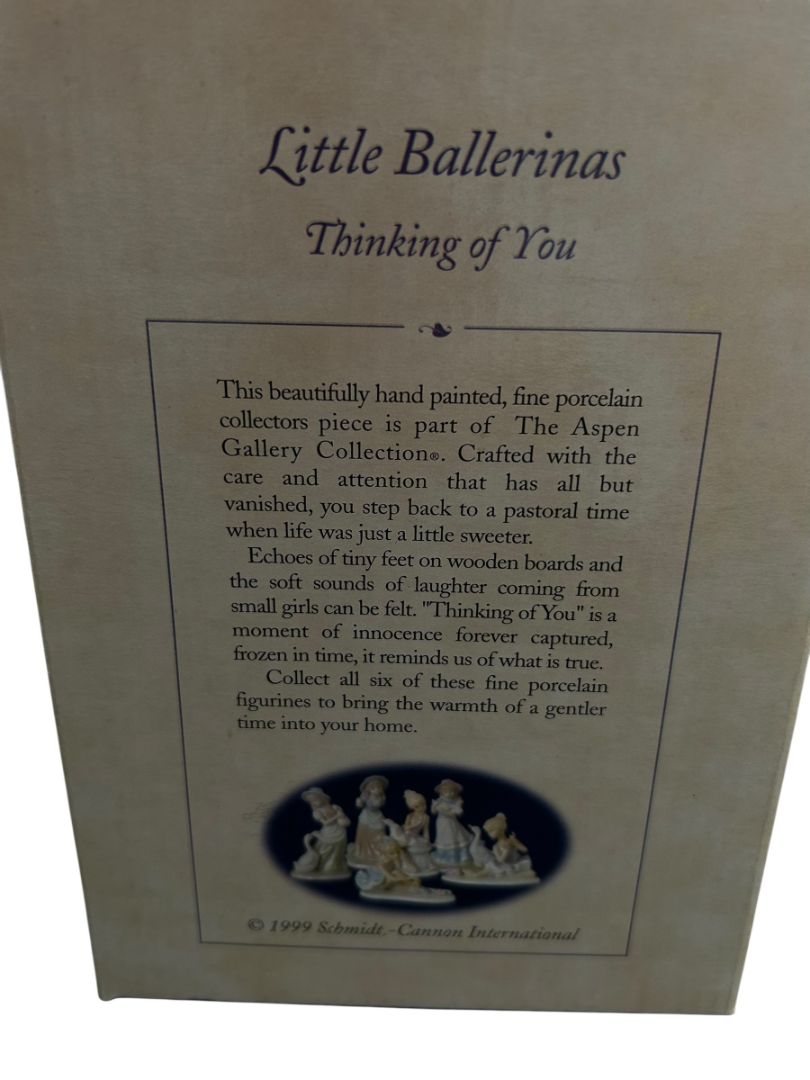 Little Ballerinas
Thinking of You
This beautifully hand painted, fine porcelain
collectors piece is part of The Aspen
Gallery Collection®. Crafted with the
care and attention that has all but
vanished, you step back to a pastoral time
when life was just a little sweeter.
Echoes of tiny feet on wooden boards and
the soft sounds of laughter coming from
small girls can be felt. "Thinking of You" is a
moment of innocence forever captured,
frozen in time, it reminds us of what is true.
Collect all six of these fine porcelain
figurines to bring the warmth of a gentler
time into your home.
© 1999 Schmidt.-Cannon International